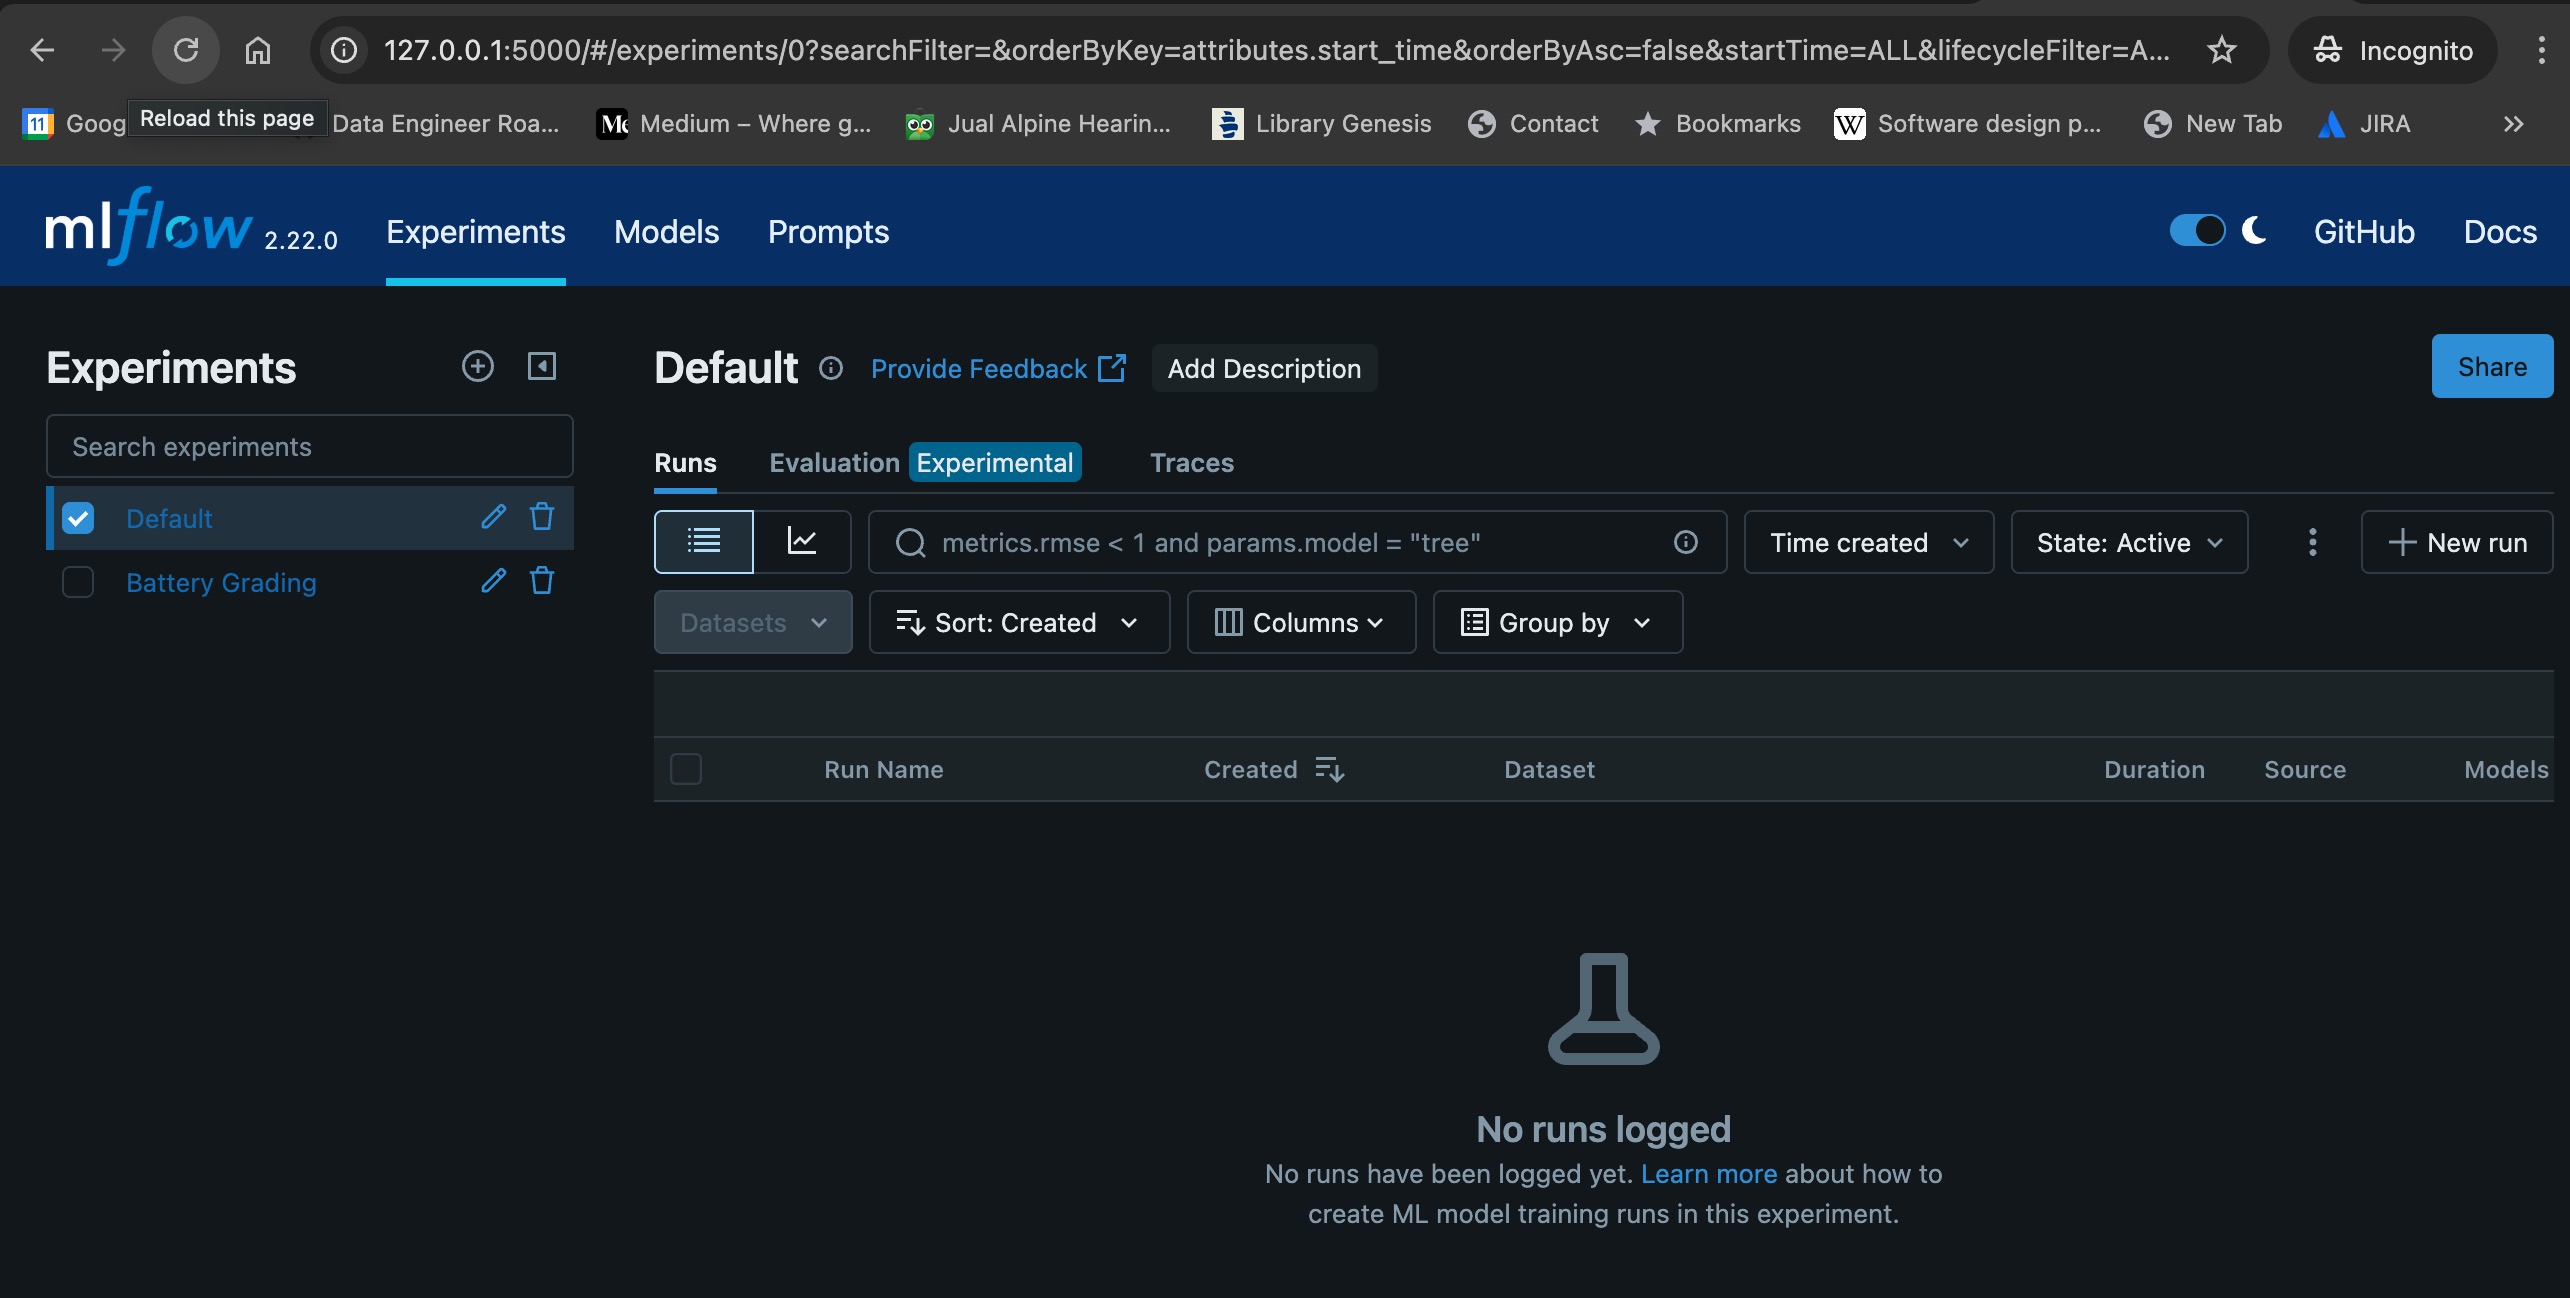 127.0.0.1:5000/#/experiments/0?searchFilter=&orderByKey=attributes.start_time&orderByAsc=false&startTime=ALL&lifecycleFilter=A...
Incognito
11 Goog
Reload this page
Data Engineer Roa...
Medium – Where g...
Jual Alpine Hearin...
Library Genesis
Contact
Bookmarks
W Software design p...
New Tab
JIRA
mlflow 2.22.0
Experiments
Models
Prompts
GitHub
Docs
Experiments
Default
Provide Feedback
Add Description
Share
Search experiments
Default
Battery Grading
Runs
Evaluation Experimental
Traces
metrics.rmse < 1 and params.model = "tree"
Time created
State: Active
New run
Datasets
Sort: Created
Columns
Group by
Run Name
Created
Dataset
Duration
Source
Models
No runs logged
No runs have been logged yet. Learn more about how to
create ML model training runs in this experiment.